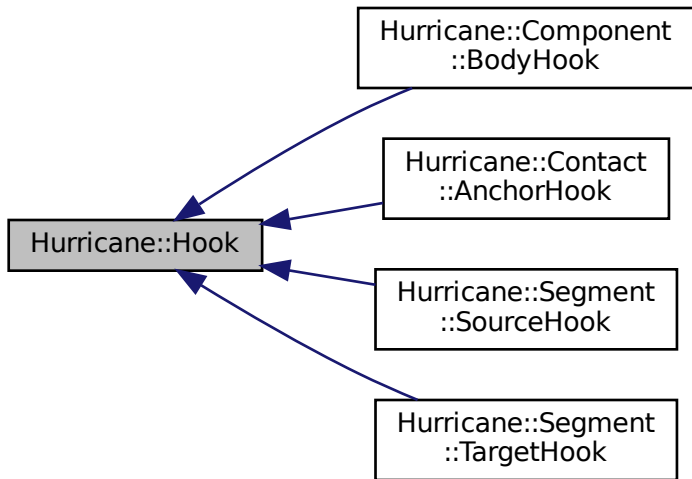 Hurricane::Component
::BodyHook
Hurricane::Contact
::AnchorHook
Hurricane::Hook
Hurricane::Segment
::SourceHook
Hurricane::Segment
::TargetHook